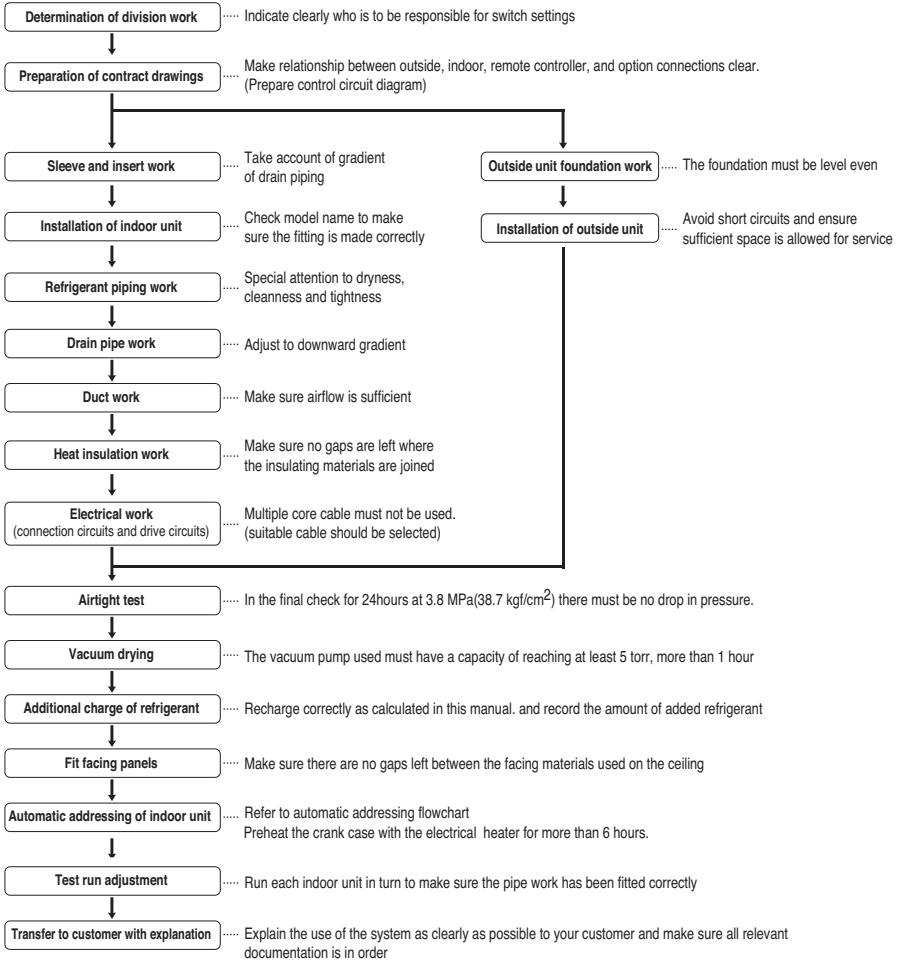 Determination of division work
Indicate clearly who is to be responsible for switch settings
Preparation of contract drawings
Make relationship between outside, indoor, remote controller, and option connections clear.
(Prepare control circuit diagram)
Sleeve and insert work
Take account of gradient
of drain piping
Outside unit foundation work
The foundation must be level even
Installation of indoor unit
Check model name to make
sure the fitting is made correctly
Installation of outside unit
Avoid short circuits and ensure
sufficient space is allowed for service
Refrigerant piping work
Special attention to dryness,
cleanness and tightness
Drain pipe work
Adjust to downward gradient
Duct work
Make sure airflow is sufficient
Heat insulation work
Make sure no gaps are left where
the insulating materials are joined
Electrical work
(connection circuits and drive circuits)
Multiple core cable must not be used.
(suitable cable should be selected)
Airtight test
In the final check for 24hours at 3.8 MPa(38.7 kgf/cm2) there must be no drop in pressure.
Vacuum drying
The vacuum pump used must have a capacity of reaching at least 5 torr, more than 1 hour
Additional charge of refrigerant
Recharge correctly as calculated in this manual. and record the amount of added refrigerant
Fit facing panels
Make sure there are no gaps left between the facing materials used on the ceiling
Automatic addressing of indoor unit
Refer to automatic addressing flowchart
Preheat the crank case with the electrical heater for more than 6 hours.
Test run adjustment
Run each indoor unit in turn to make sure the pipe work has been fitted correctly
Transfer to customer with explanation
Explain the use of the system as clearly as possible to your customer and make sure all relevant
documentation is in order